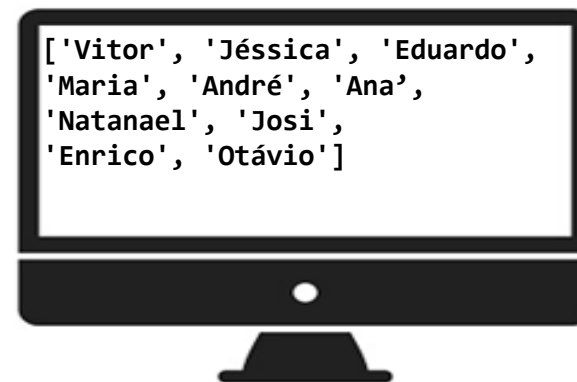 ['Vitor', 'Jéssica', 'Eduardo',
'Maria', 'André', 'Ana’,
'Natanael', 'Josi',
'Enrico', 'Otávio']